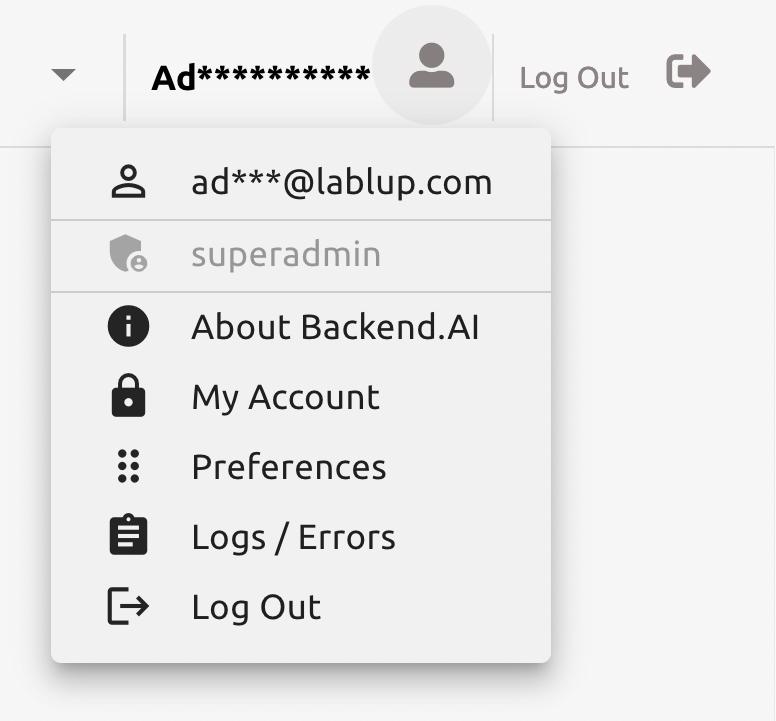 Ad********** Log Out
ad***@lablup.com
superadmin
About Backend.AI
My Account
Preferences
Logs / Errors
Log Out